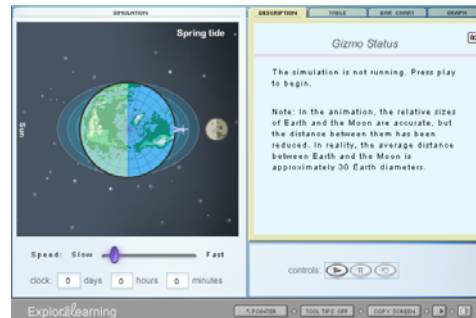 SIMULATION
Spring tide
Sun
Speed: Slow Fast
clock: 0 days 0 hours 0 minutes
DESCRIPTION TABLE BAR CHART GRAPH
Gizmo Status
The simulation is not running. Press play
to begin.
Note: In the animation, the relative sizes
of Earth and the Moon are accurate, but
the distance between them has been
reduced. In reality, the average distance
between Earth and the Moon is
approximately 30 Earth diameters.
controls:
ExploreLearning
POINTER TOOL TIPS OFF COPY SCREEN